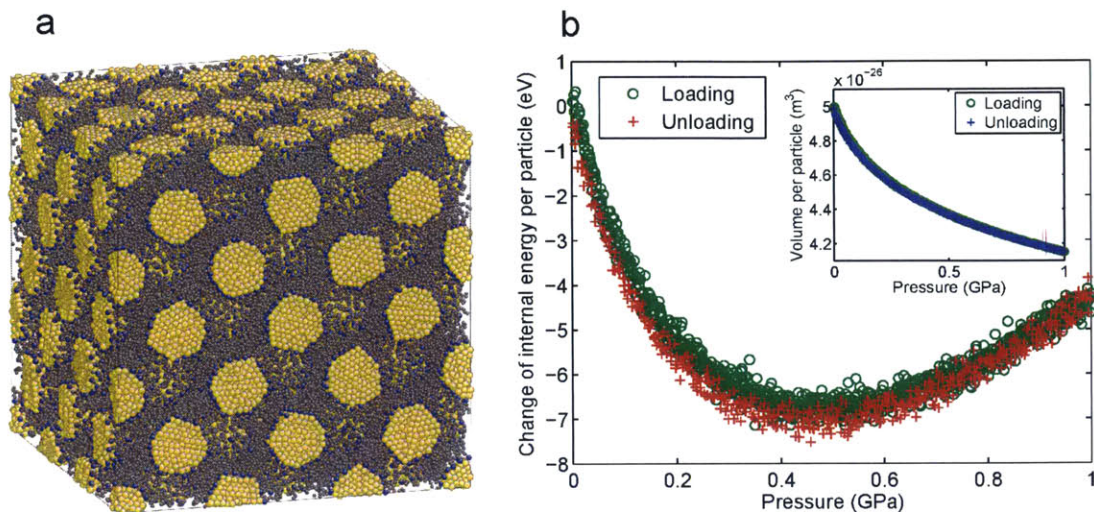 a
b
Change of internal energy per particle (eV)
1
0
−1
−2
−3
−4
−5
−6
−7
−8
0
0.2
0.4
0.6
0.8
1
Pressure (GPa)
Loading
Unloading
x 10⁻²⁶
Volume per particle (m³)
5
4.8
4.6
4.4
4.2
0
0.5
1
Pressure (GPa)
Loading
Unloading